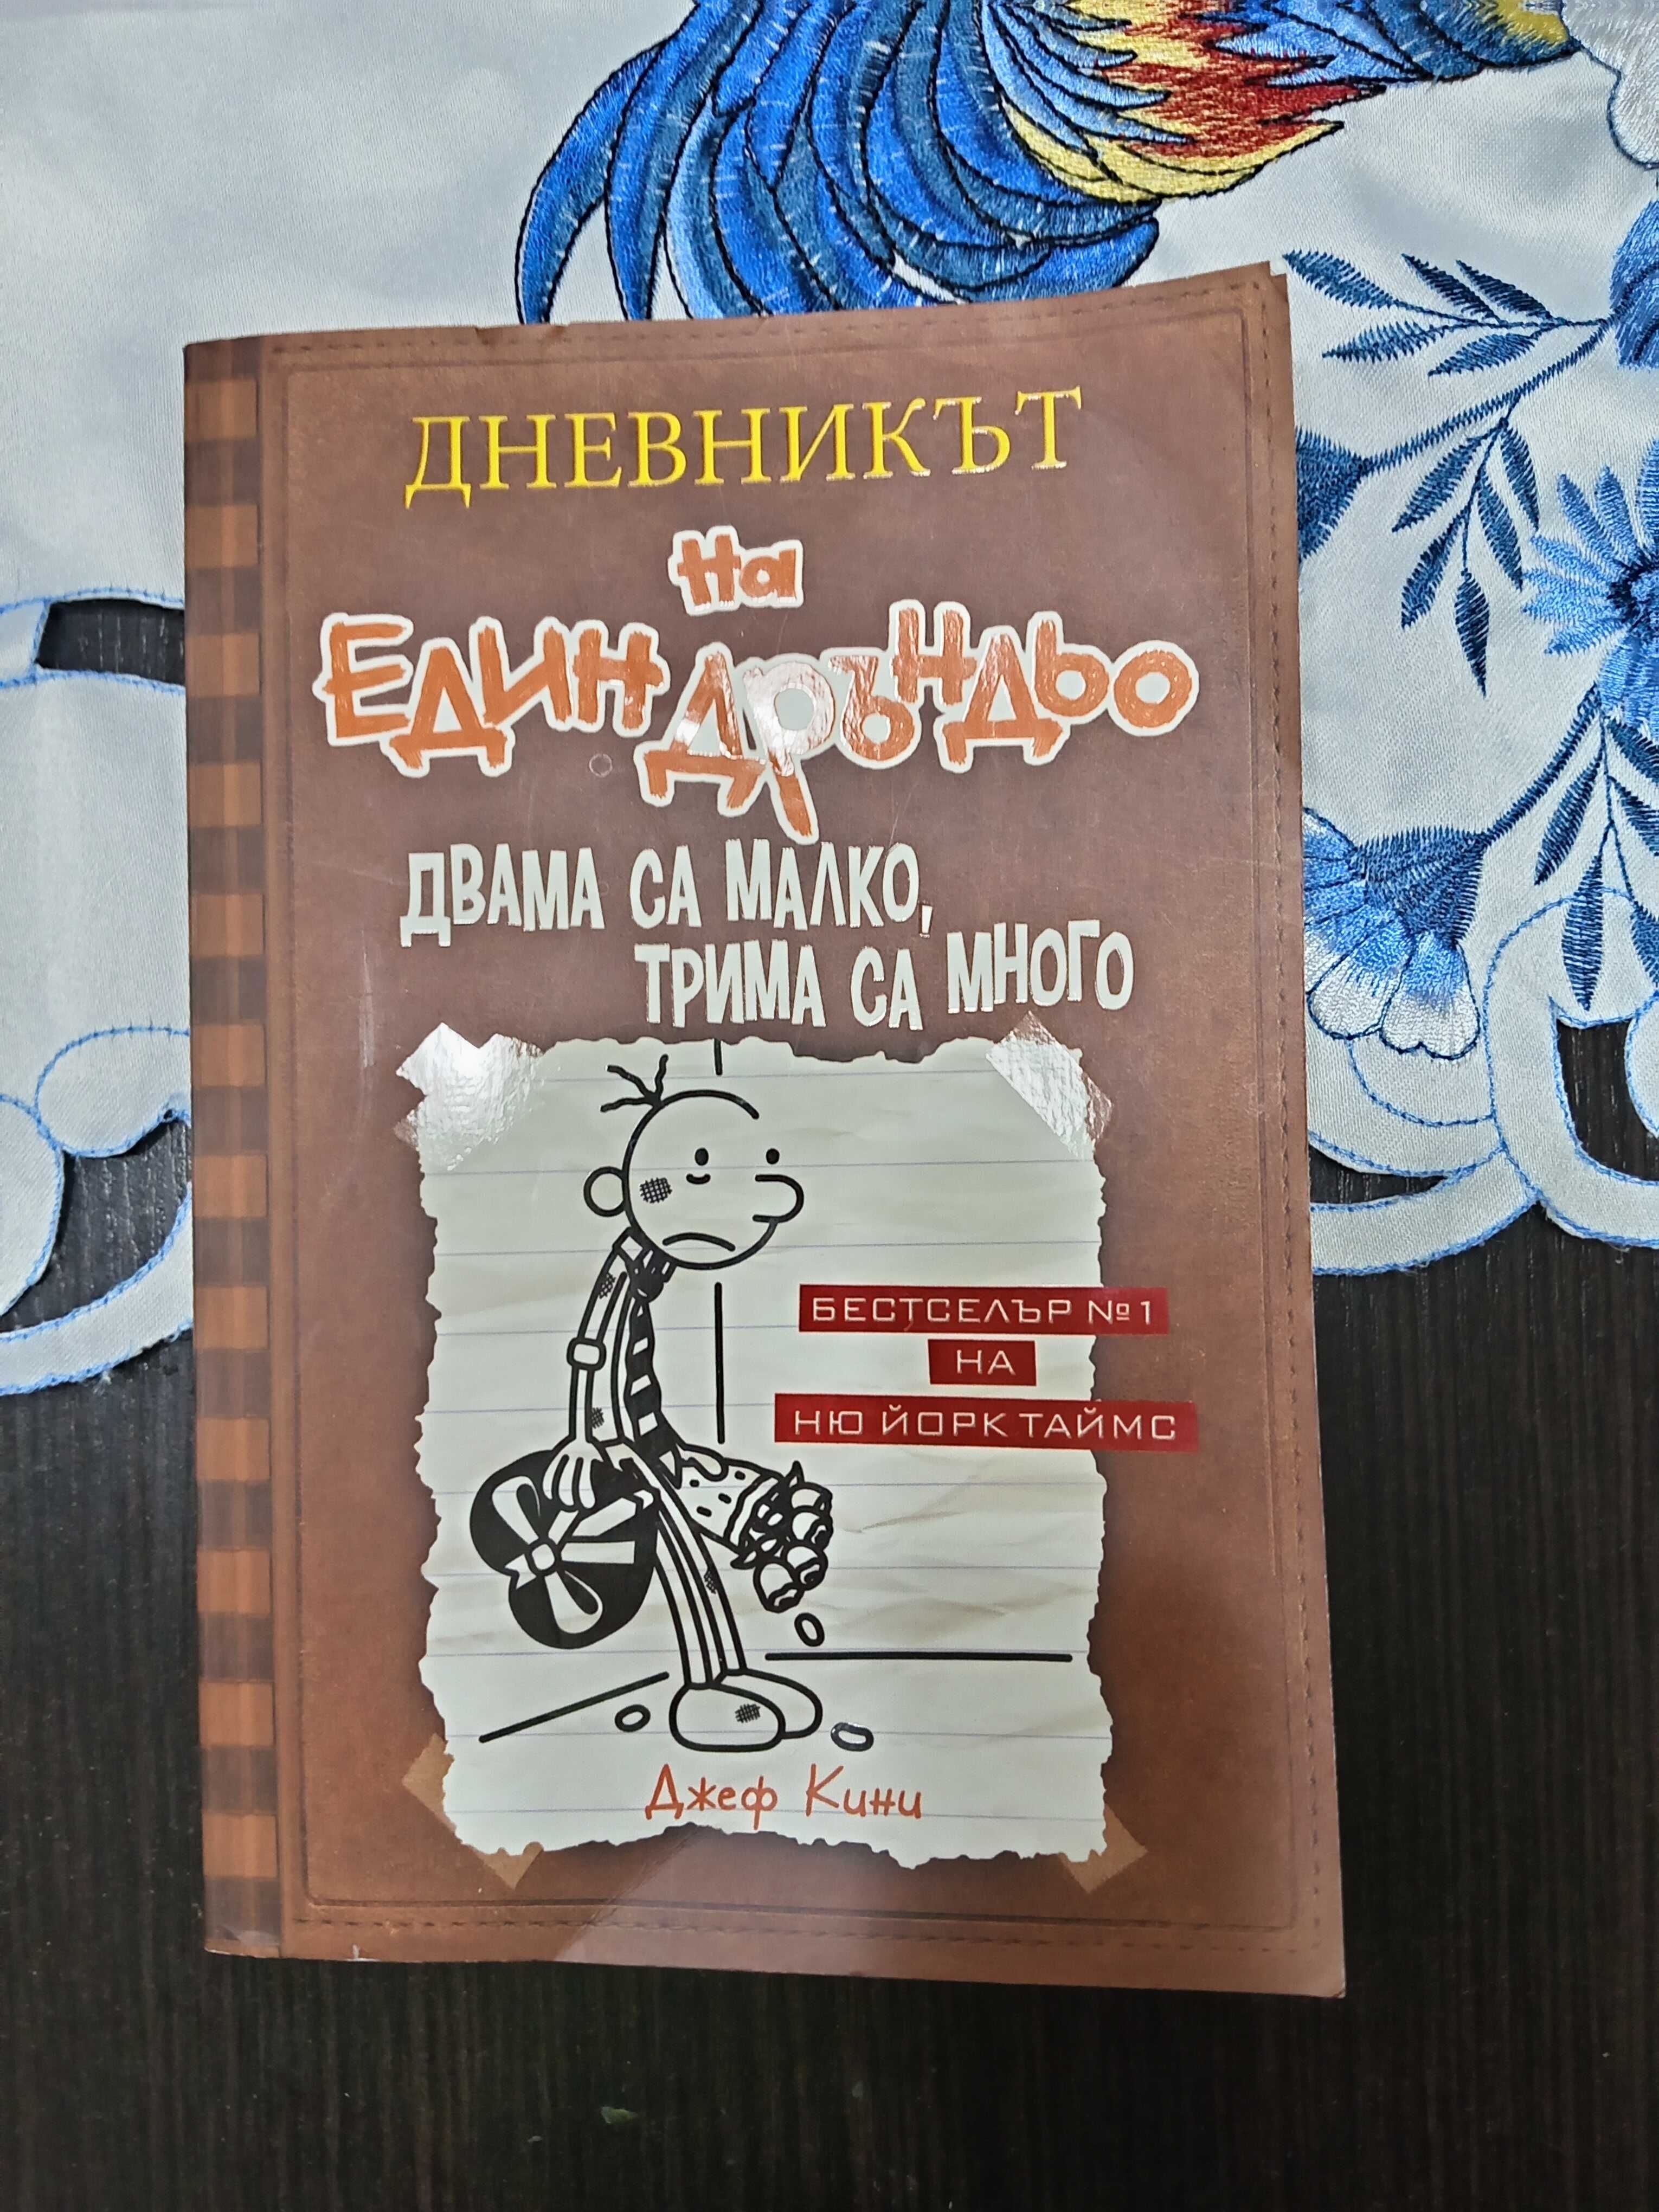 ДНЕВНИКЪТ
на
ЕДИН ДРЪНДЬО
ДВАМА СА МАЛКО,
ТРИМА СА МНОГО
БЕСТСЕЛЪР №1
НА
НЮ ЙОРК ТАЙМС
Джеф Кини